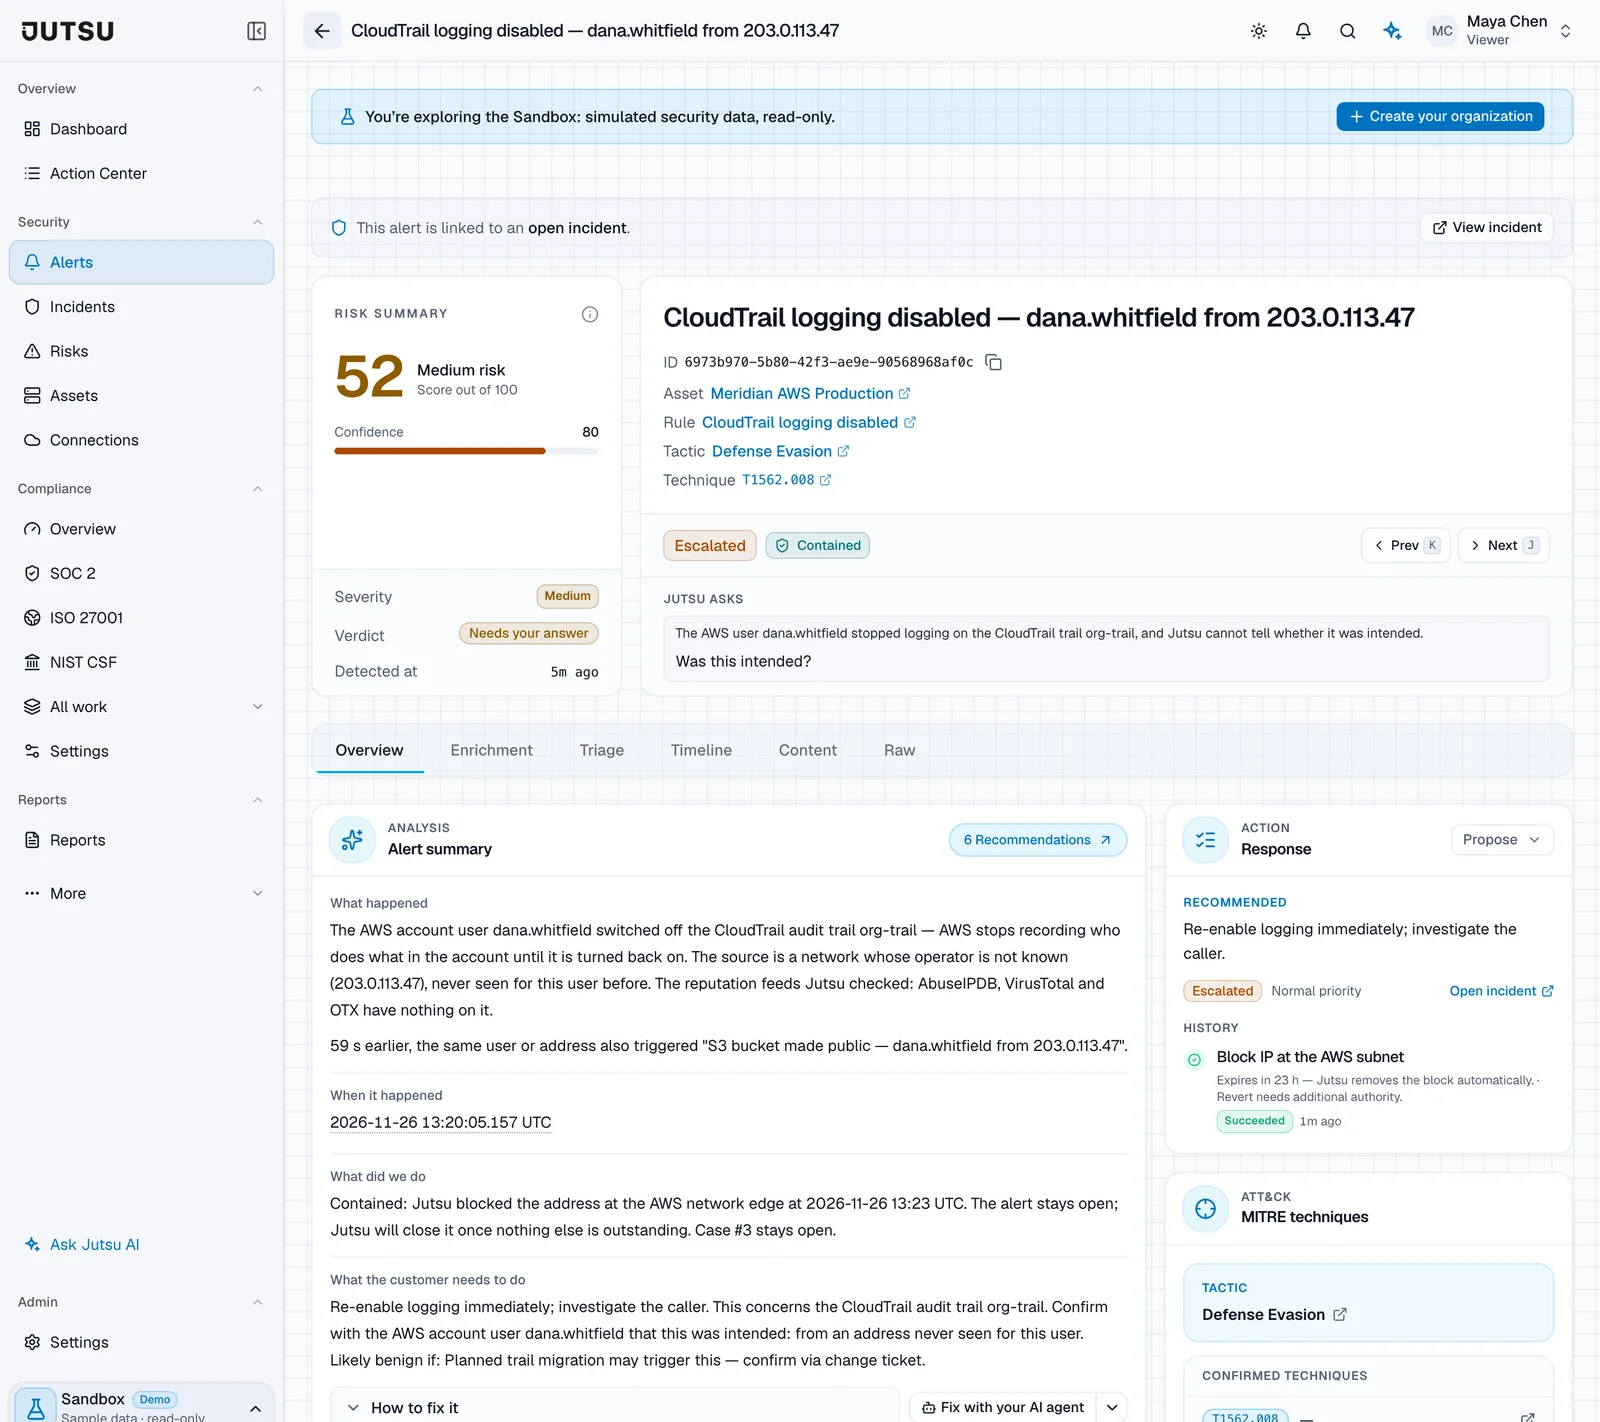 JUTSU
CloudTrail logging disabled — dana.whitfield from 203.0.113.47
MC
Maya Chen
Viewer
Overview
Dashboard
Action Center
Security
Alerts
Incidents
Risks
Assets
Connections
Compliance
Overview
SOC 2
ISO 27001
NIST CSF
All work
Settings
Reports
Reports
More
Ask Jutsu AI
Admin
Settings
Sandbox Demo
Sample data · read-only
You're exploring the Sandbox: simulated security data, read-only.
Create your organization
This alert is linked to an open incident.
View incident
RISK SUMMARY
52
Medium risk
Score out of 100
Confidence 80
Severity Medium
Verdict Needs your answer
Detected at 5m ago
CloudTrail logging disabled — dana.whitfield from 203.0.113.47
ID 6973b970-5b80-42f3-ae9e-90568968af0c
Asset Meridian AWS Production
Rule CloudTrail logging disabled
Tactic Defense Evasion
Technique T1562.008
Escalated Contained
Prev K Next J
JUTSU ASKS
The AWS user dana.whitfield stopped logging on the CloudTrail trail org-trail, and Jutsu cannot tell whether it was intended.
Was this intended?
Overview Enrichment Triage Timeline Content Raw
ANALYSIS
Alert summary
6 Recommendations
What happened
The AWS account user dana.whitfield switched off the CloudTrail audit trail org-trail — AWS stops recording who
does what in the account until it is turned back on. The source is a network whose operator is not known
(203.0.113.47), never seen for this user before. The reputation feeds Jutsu checked: AbuseIPDB, VirusTotal and
OTX have nothing on it.
59 s earlier, the same user or address also triggered "S3 bucket made public — dana.whitfield from 203.0.113.47".
When it happened
2026-11-26 13:20:05.157 UTC
What did we do
Contained: Jutsu blocked the address at the AWS network edge at 2026-11-26 13:23 UTC. The alert stays open;
Jutsu will close it once nothing else is outstanding. Case #3 stays open.
What the customer needs to do
Re-enable logging immediately; investigate the caller. This concerns the CloudTrail audit trail org-trail. Confirm
with the AWS account user dana.whitfield that this was intended: from an address never seen for this user.
Likely benign if: Planned trail migration may trigger this — confirm via change ticket.
How to fix it
Fix with your AI agent
ACTION
Response
Propose
RECOMMENDED
Re-enable logging immediately; investigate the
caller.
Escalated Normal priority Open incident
HISTORY
Block IP at the AWS subnet
Expires in 23 h — Jutsu removes the block automatically. ·
Revert needs additional authority.
Succeeded 1m ago
ATT&CK
MITRE techniques
TACTIC
Defense Evasion
CONFIRMED TECHNIQUES
T1562.008 —